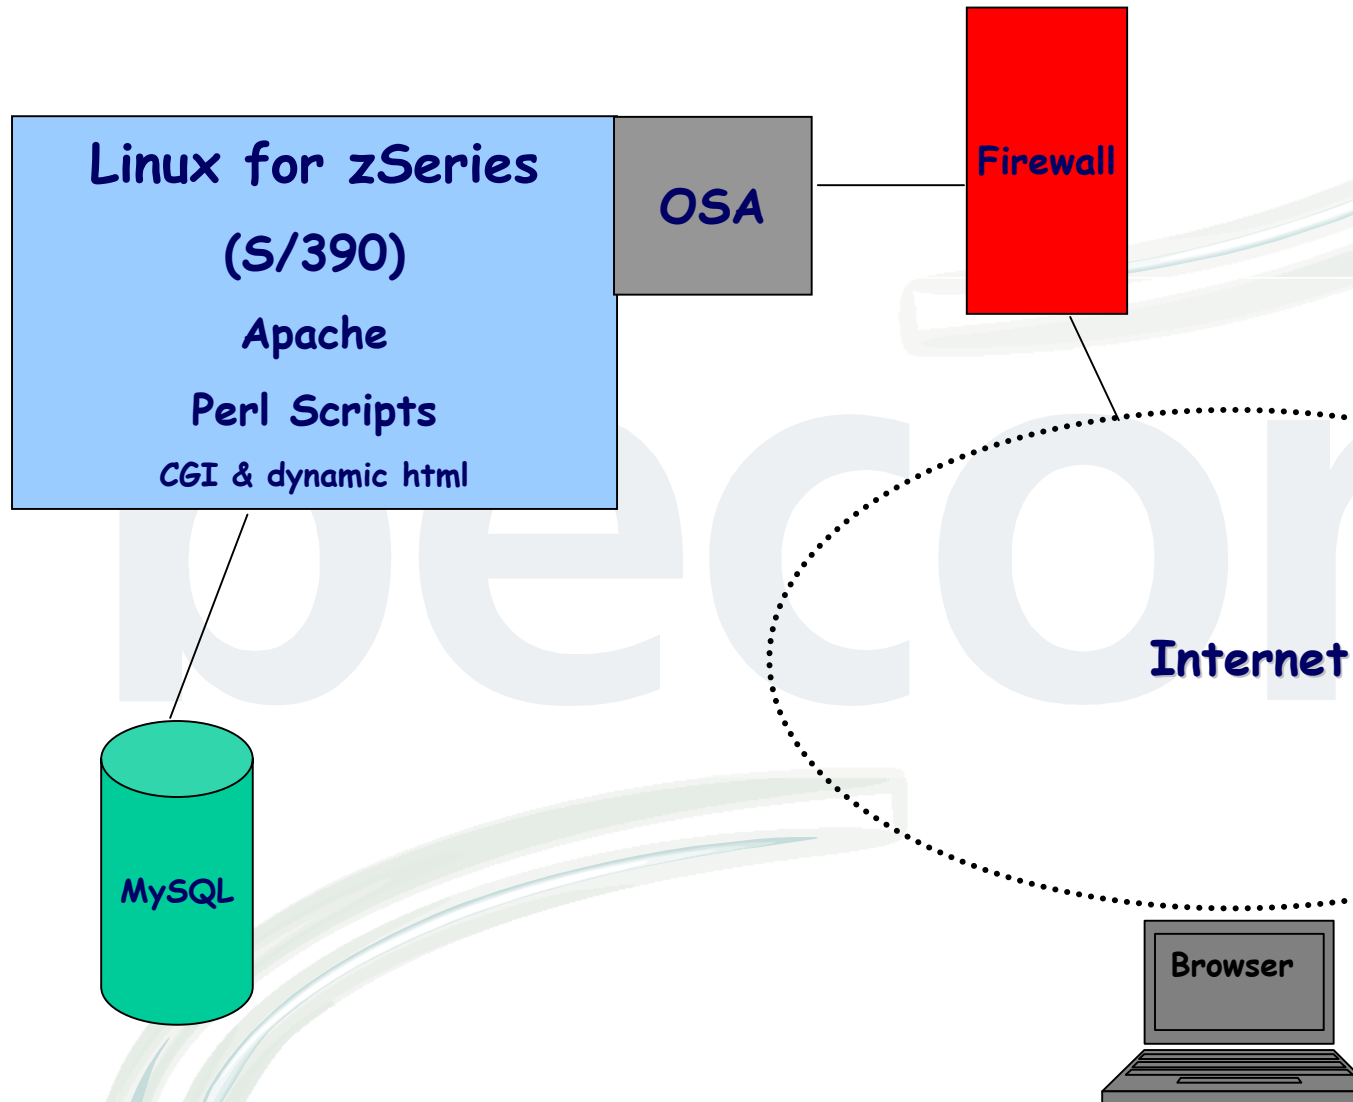 Linux for zSeries
(S/390)
Apache
Perl Scripts
CGI & dynamic html
OSA
Firewall
Internet
MySQL
Browser